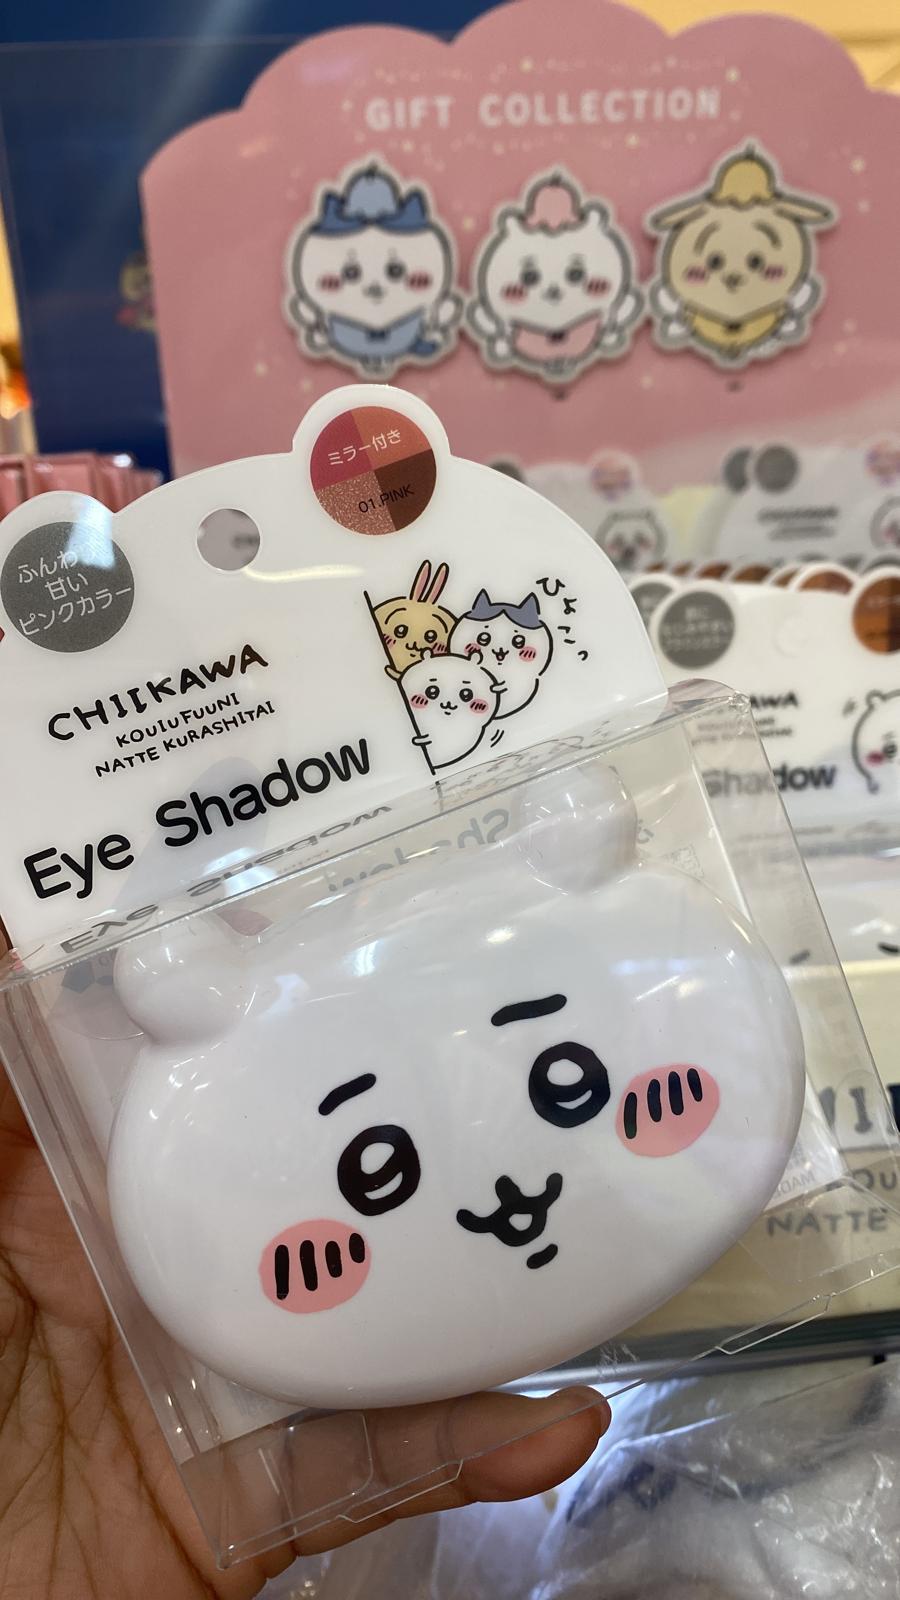 GIFT COLLECTION
ミラー付き
01.PINK
ふんわり
甘い
ピンクカラー
ひょこっ
CHIIKAWA
KOUIUFUUNI
NATTE KURASHITAI
Eye Shadow
Shadow
NATTE